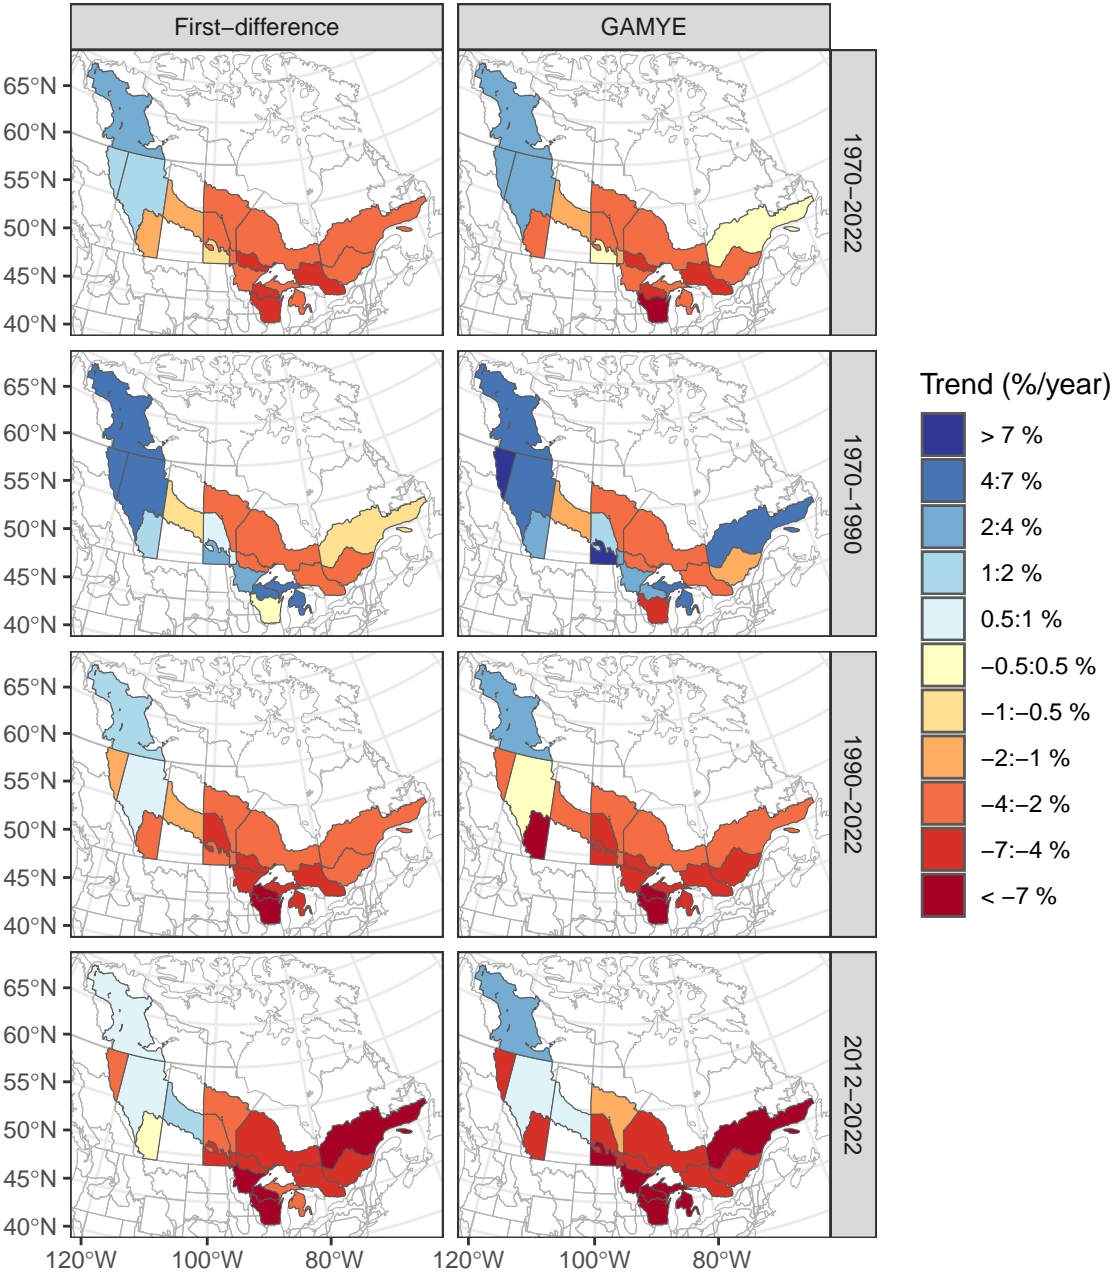 First−difference
GAMYE
65°N
60°N
55°N
50°N
45°N
40°N
1970−2022
65°N
60°N
55°N
50°N
45°N
40°N
1970−1990
65°N
60°N
55°N
50°N
45°N
40°N
1990−2022
65°N
60°N
55°N
50°N
45°N
40°N
2012−2022
120°W
100°W
80°W
120°W
100°W
80°W
Trend (%/year)
> 7 %
4:7 %
2:4 %
1:2 %
0.5:1 %
−0.5:0.5 %
−1:−0.5 %
−2:−1 %
−4:−2 %
−7:−4 %
< −7 %